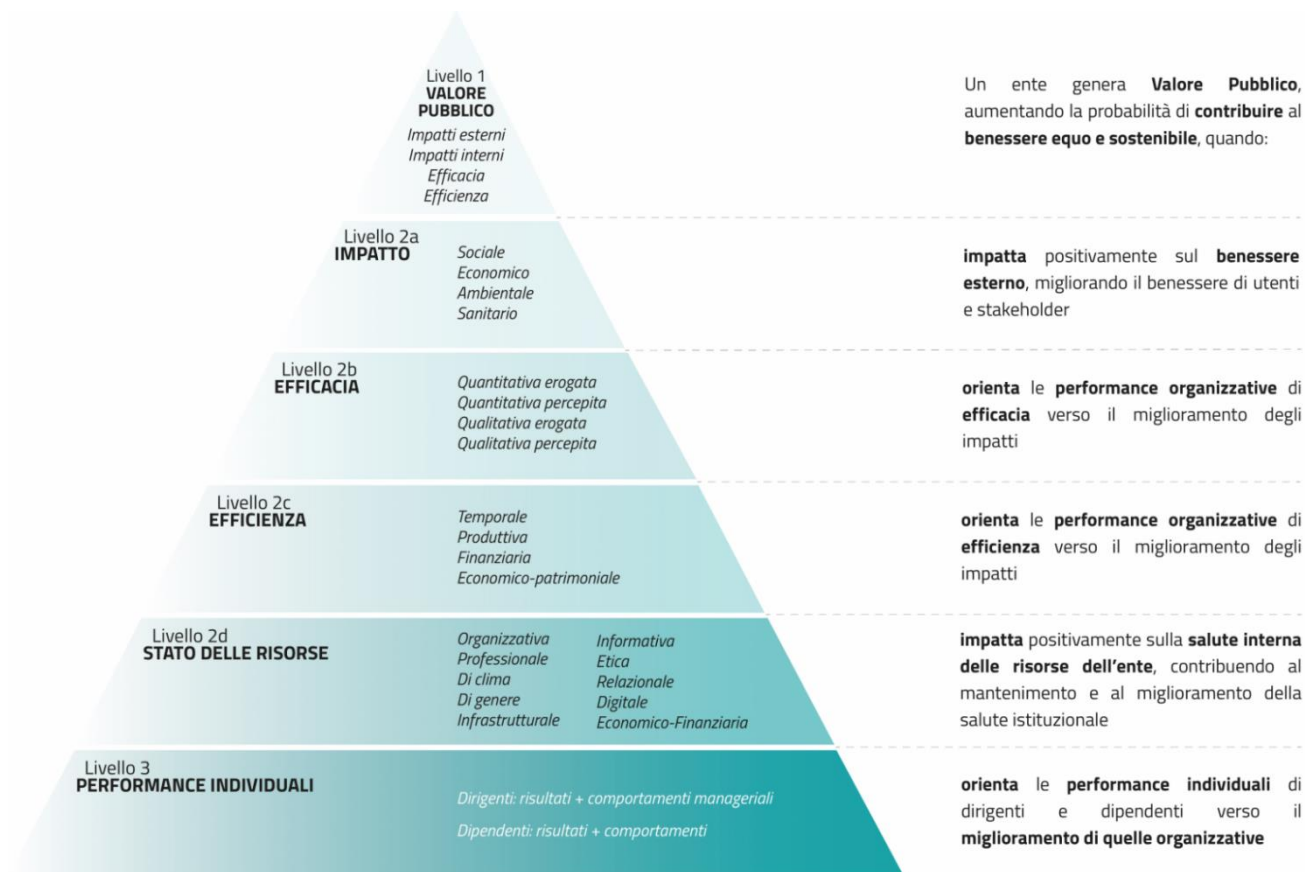 Livello 1
VALORE
PUBBLICO
Impatti esterni
Impatti interni
Efficacia
Efficienza
Un ente genera Valore Pubblico,
aumentando la probabilità di contribuire al
benessere equo e sostenibile, quando:
Livello 2a
IMPATTO
Sociale
Economico
Ambientale
Sanitario
impatta positivamente sul benessere
esterno, migliorando il benessere di utenti
e stakeholder
Livello 2b
EFFICACIA
Quantitativa erogata
Quantitativa percepita
Qualitativa erogata
Qualitativa percepita
orienta le performance organizzative di
efficacia verso il miglioramento degli
impatti
Livello 2c
EFFICIENZA
Temporale
Produttiva
Finanziaria
Economico-patrimoniale
orienta le performance organizzative di
efficienza verso il miglioramento degli
impatti
Livello 2d
STATO DELLE RISORSE
Organizzativa
Professionale
Di clima
Di genere
Infrastrutturale
Informativa
Etica
Relazionale
Digitale
Economico-Finanziaria
impatta positivamente sulla salute interna
delle risorse dell'ente, contribuendo al
mantenimento e al miglioramento della
salute istituzionale
Livello 3
PERFORMANCE INDIVIDUALI
Dirigenti: risultati + comportamenti manageriali
Dipendenti: risultati + comportamenti
orienta le performance individuali di
dirigenti e dipendenti verso il
miglioramento di quelle organizzative